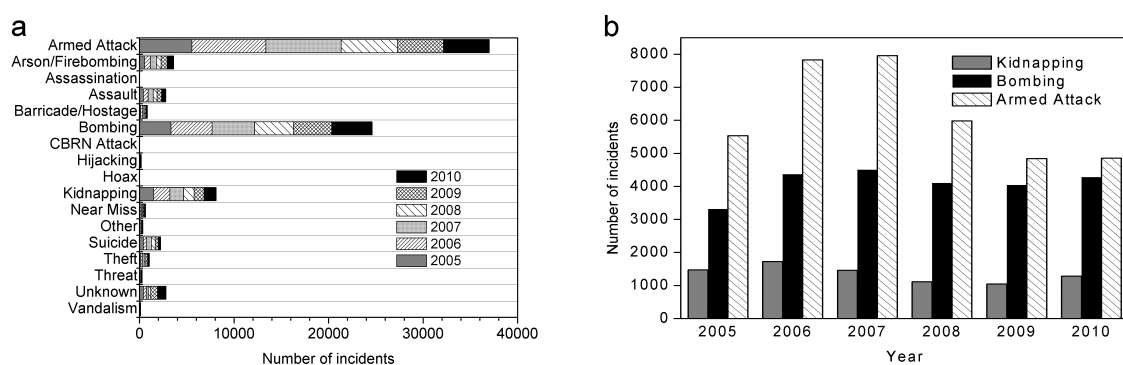 a
Armed Attack
Arson/Firebombing
Assassination
Assault
Barricade/Hostage
Bombing
CBRN Attack
Hijacking
Hoax
Kidnapping
Near Miss
Other
Suicide
Theft
Threat
Unknown
Vandalism
2010
2009
2008
2007
2006
2005
0 10000 20000 30000 40000
Number of incidents
b
8000
7000
6000
5000
4000
3000
2000
1000
0
Number of incidents
Kidnapping
Bombing
Armed Attack
2005 2006 2007 2008 2009 2010
Year